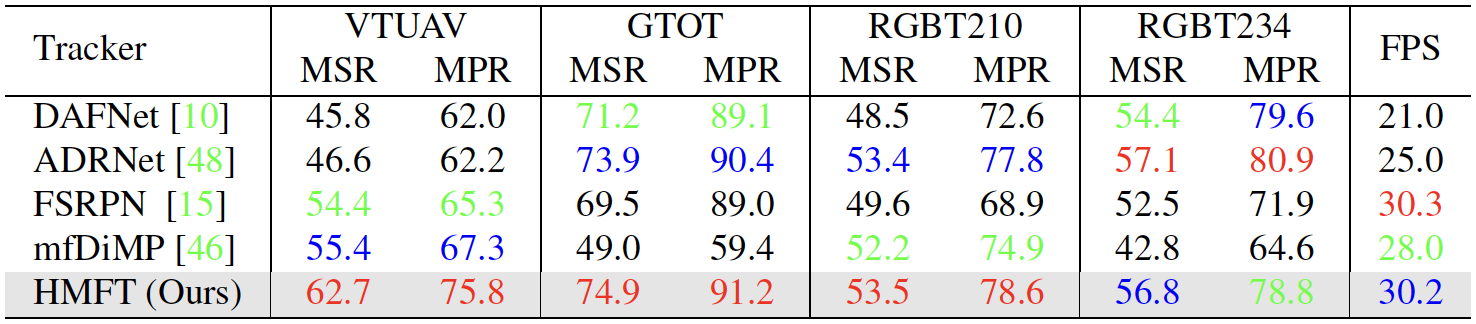 Tracker VTUAV GTOT RGBT210 RGBT234 FPS
MSR MPR MSR MPR MSR MPR MSR MPR
DAFNet [10] 45.8 62.0 71.2 89.1 48.5 72.6 54.4 79.6 21.0
ADRNet [48] 46.6 62.2 73.9 90.4 53.4 77.8 57.1 80.9 25.0
FSRPN [15] 54.4 65.3 69.5 89.0 49.6 68.9 52.5 71.9 30.3
mfDiMP [46] 55.4 67.3 49.0 59.4 52.2 74.9 42.8 64.6 28.0
HMFT (Ours) 62.7 75.8 74.9 91.2 53.5 78.6 56.8 78.8 30.2